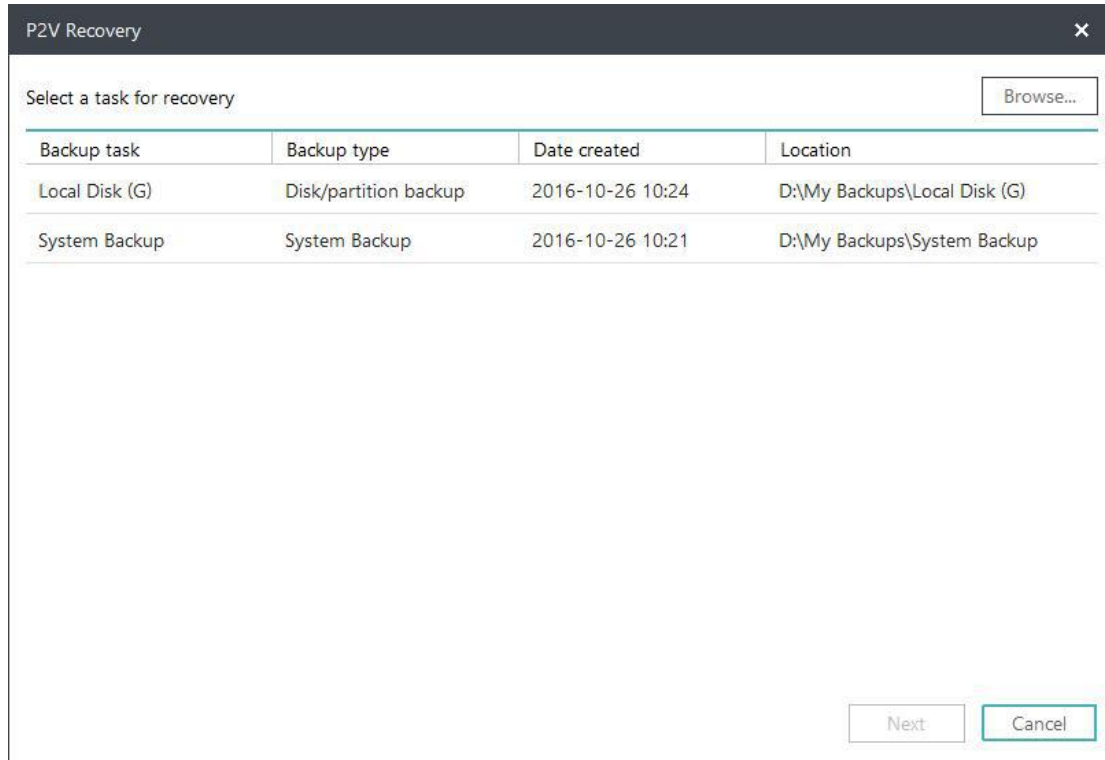 P2V Recovery
Select a task for recovery
Browse...
Backup task Backup type Date created Location
Local Disk (G) Disk/partition backup 2016-10-26 10:24 D:\My Backups\Local Disk (G)
System Backup System Backup 2016-10-26 10:21 D:\My Backups\System Backup
Next Cancel